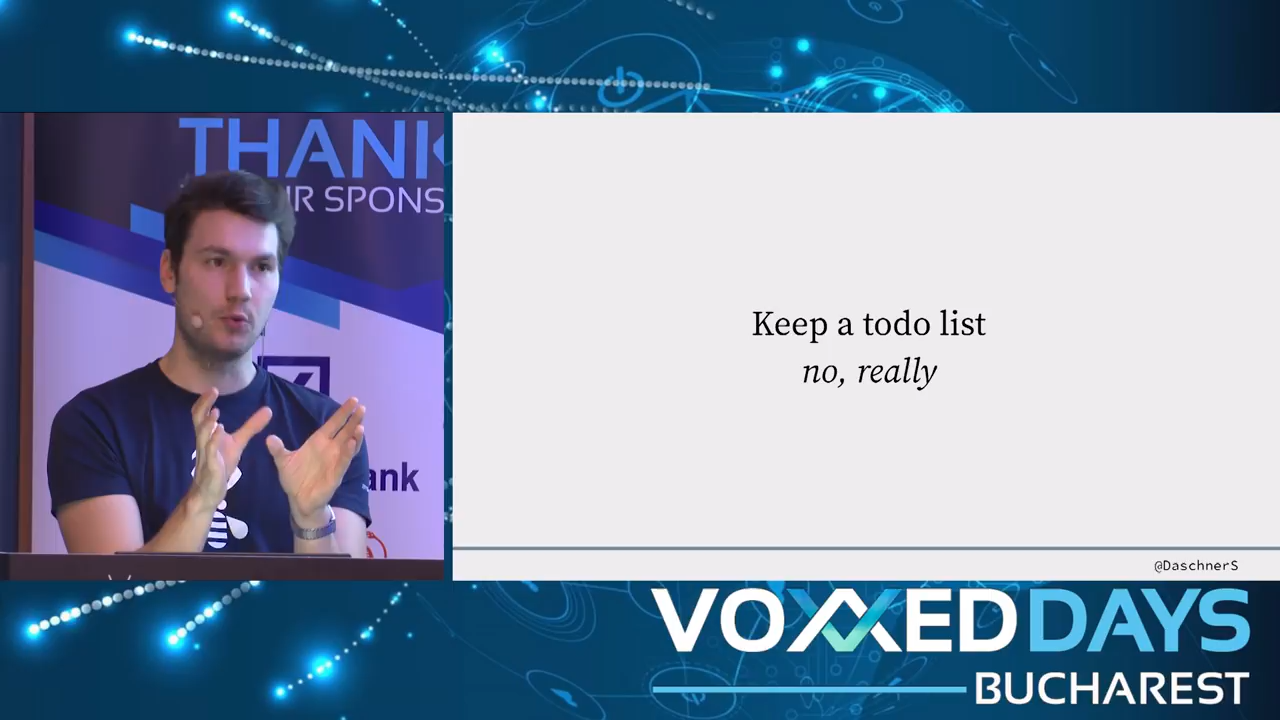 THANK
SPONS
ank
Keep a todo list
no, really
@DaschnerS
VOXXED DAYS
BUCHAREST